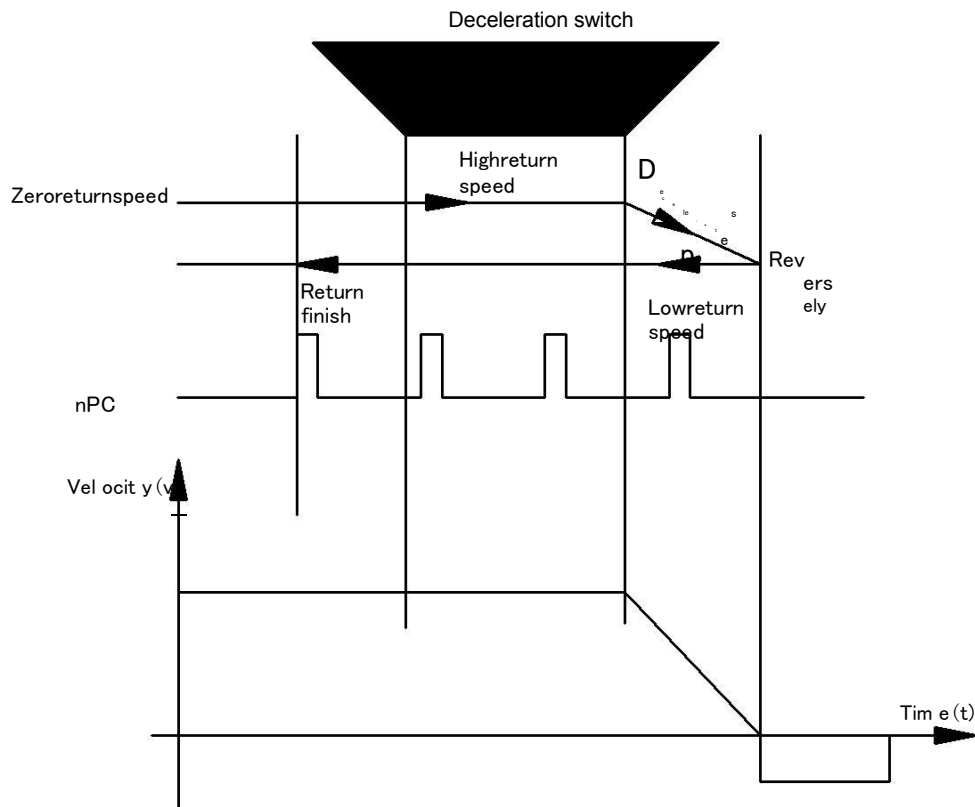 Deceleration switch
Highreturn
speed
D
Zeroreturnspeed
s
e
Rev
ers
ely
Return
finish
Lowreturn
speed
nPC
Vel ocit y(v
Tim e(t)